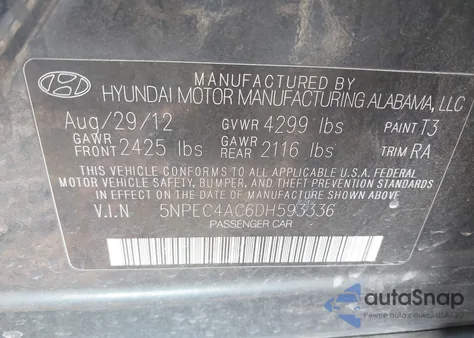 MANUFACTURED BY
HYUNDAI MOTOR MANUFACTURING ALABAMA, LLC
Aug/29/12 GVWR 4299 lbs PAINT T3
GAWR FRONT 2425 lbs GAWR REAR 2116 lbs TRIM RA
THIS VEHICLE CONFORMS TO ALL APPLICABLE U.S.A. FEDERAL
MOTOR VEHICLE SAFETY, BUMPER, AND THEFT PREVENTION STANDARDS
IN EFFECT ON THE DATE OF MANUFACTURE SHOWN ABOVE.
V.I.N 5NPEC4AC6DH593336
PASSENGER CAR
autoSnap